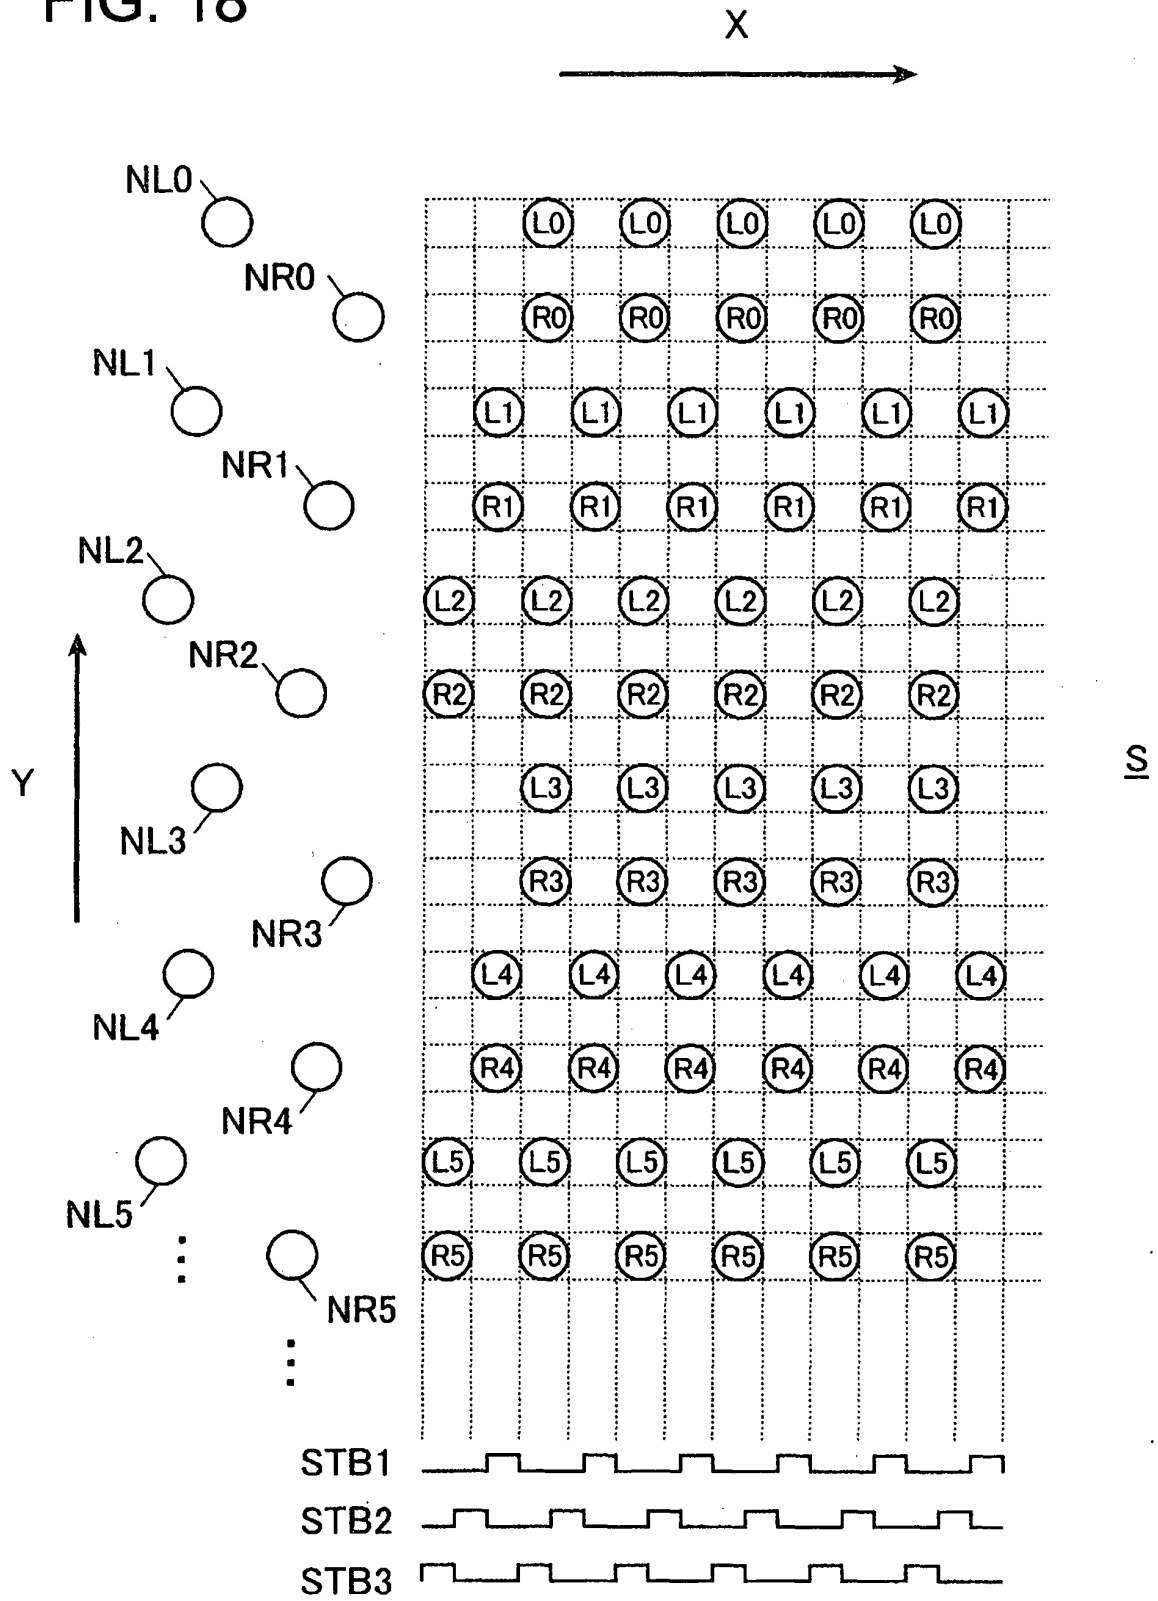 FIG. 18
X
NL0
L0 L0 L0 L0 L0
NR0
R0 R0 R0 R0 R0
NL1
L1 L1 L1 L1 L1 L1
NR1
R1 R1 R1 R1 R1 R1
NL2
L2 L2 L2 L2 L2 L2
NR2
R2 R2 R2 R2 R2 R2
Y
S
L3 L3 L3 L3 L3
NL3
R3 R3 R3 R3 R3
NR3
L4 L4 L4 L4 L4 L4
NL4
R4 R4 R4 R4 R4 R4
NR4
L5 L5 L5 L5 L5 L5
NL5
R5 R5 R5 R5 R5 R5
NR5
STB1
STB2
STB3